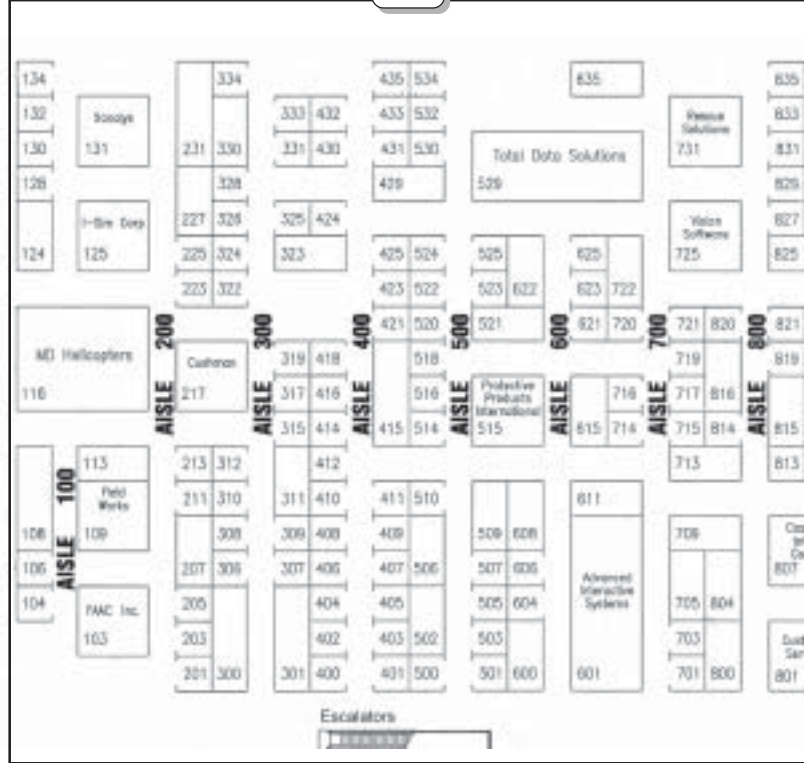 134 334 435 534 635 835
132 333 432 433 532 833
131 231 330 331 430 431 530 Total Data Solutions 731 831
130
128 328 429 529 829
I-Sim Corp Vision
Software
227 326 325 424 827
124 125 225 324 323 425 524 525 625 725 825
223 322 423 522 523 622 623 722
AISLE 200 AISLE 300 AISLE 400 AISLE 500 AISLE 600 AISLE 700 AISLE 800
421 520 521 621 720 721 820 821
MD Helicopters Cushman 319 418 518 719 819
116 217 317 416 516 Protective
Products
International
716 717 816
315 414 415 514 515 615 714 715 814 815
113 213 312 412 713 813
AISLE 100
Field
Works
211 310 311 410 411 510 611
108 109 308 309 408 409 509 608 709 807
106 207 306 307 406 407 506 507 606 Advanced
Interactive
Systems
104 FAAC Inc. 205 404 405 505 604 705 804
103 203 402 403 502 503 703
201 300 301 400 401 500 501 600 601 701 800 801
Escalators